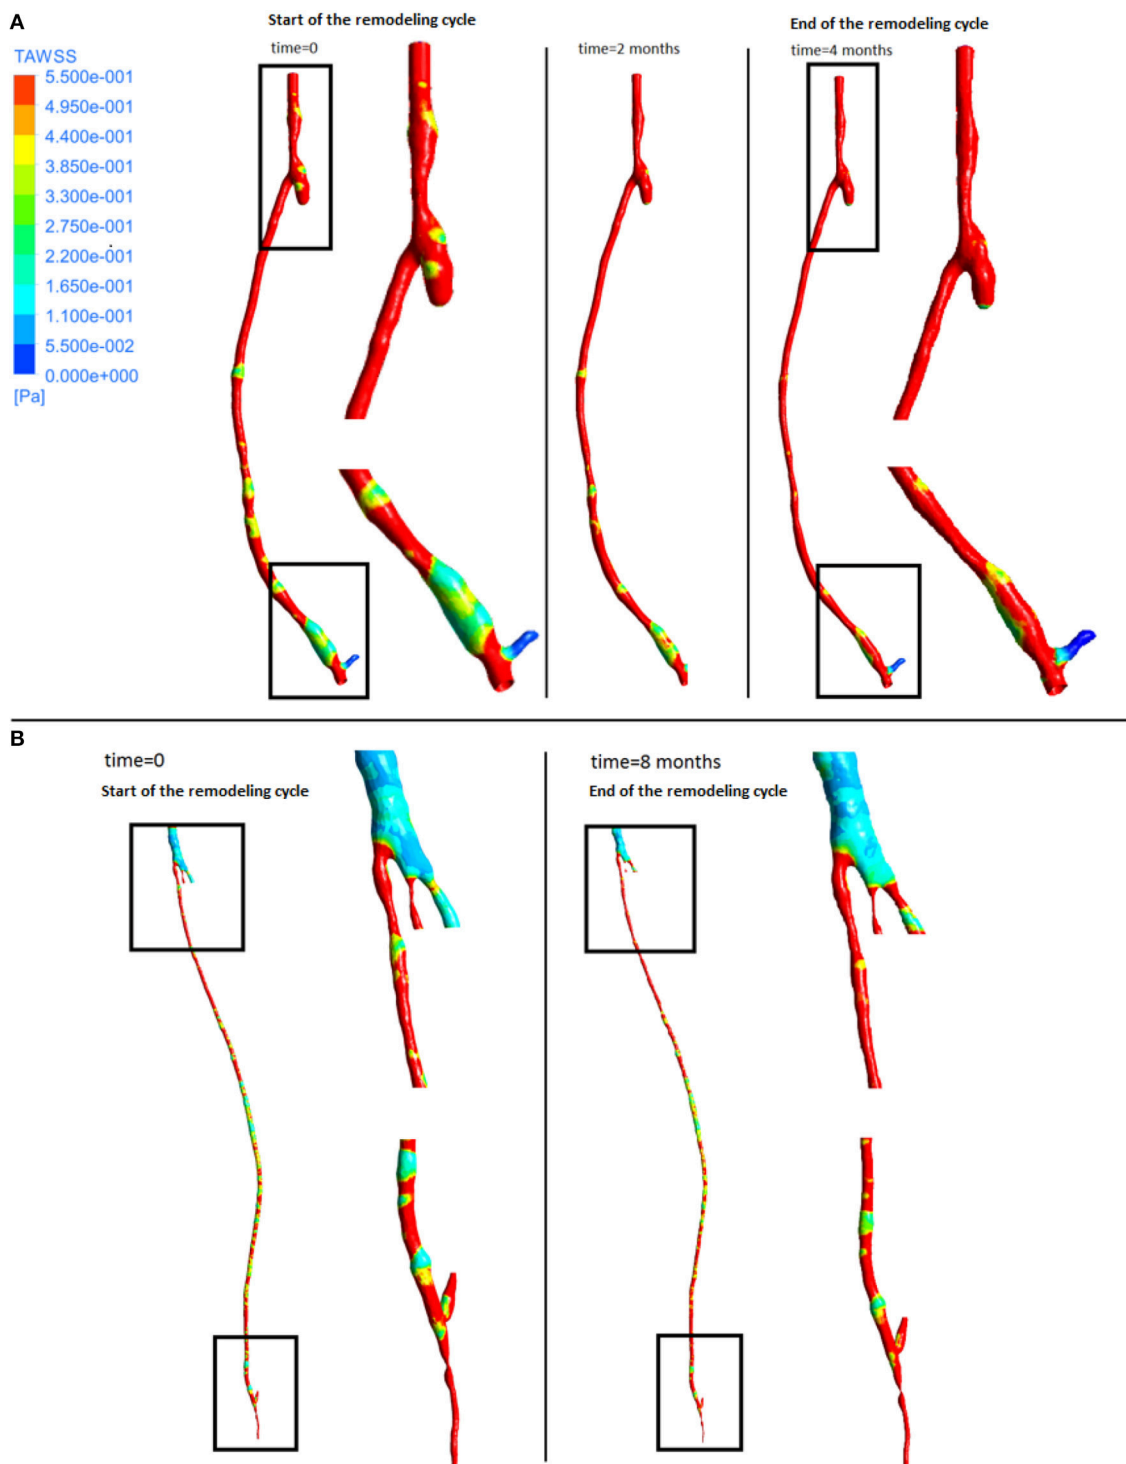 A
Start of the remodeling cycle
End of the remodeling cycle
time=0
time=2 months
time=4 months
TAWSS
5.500e-001
4.950e-001
4.400e-001
3.850e-001
3.300e-001
2.750e-001
2.200e-001
1.650e-001
1.100e-001
5.500e-002
0.000e+000
[Pa]
B
time=0
time=8 months
Start of the remodeling cycle
End of the remodeling cycle